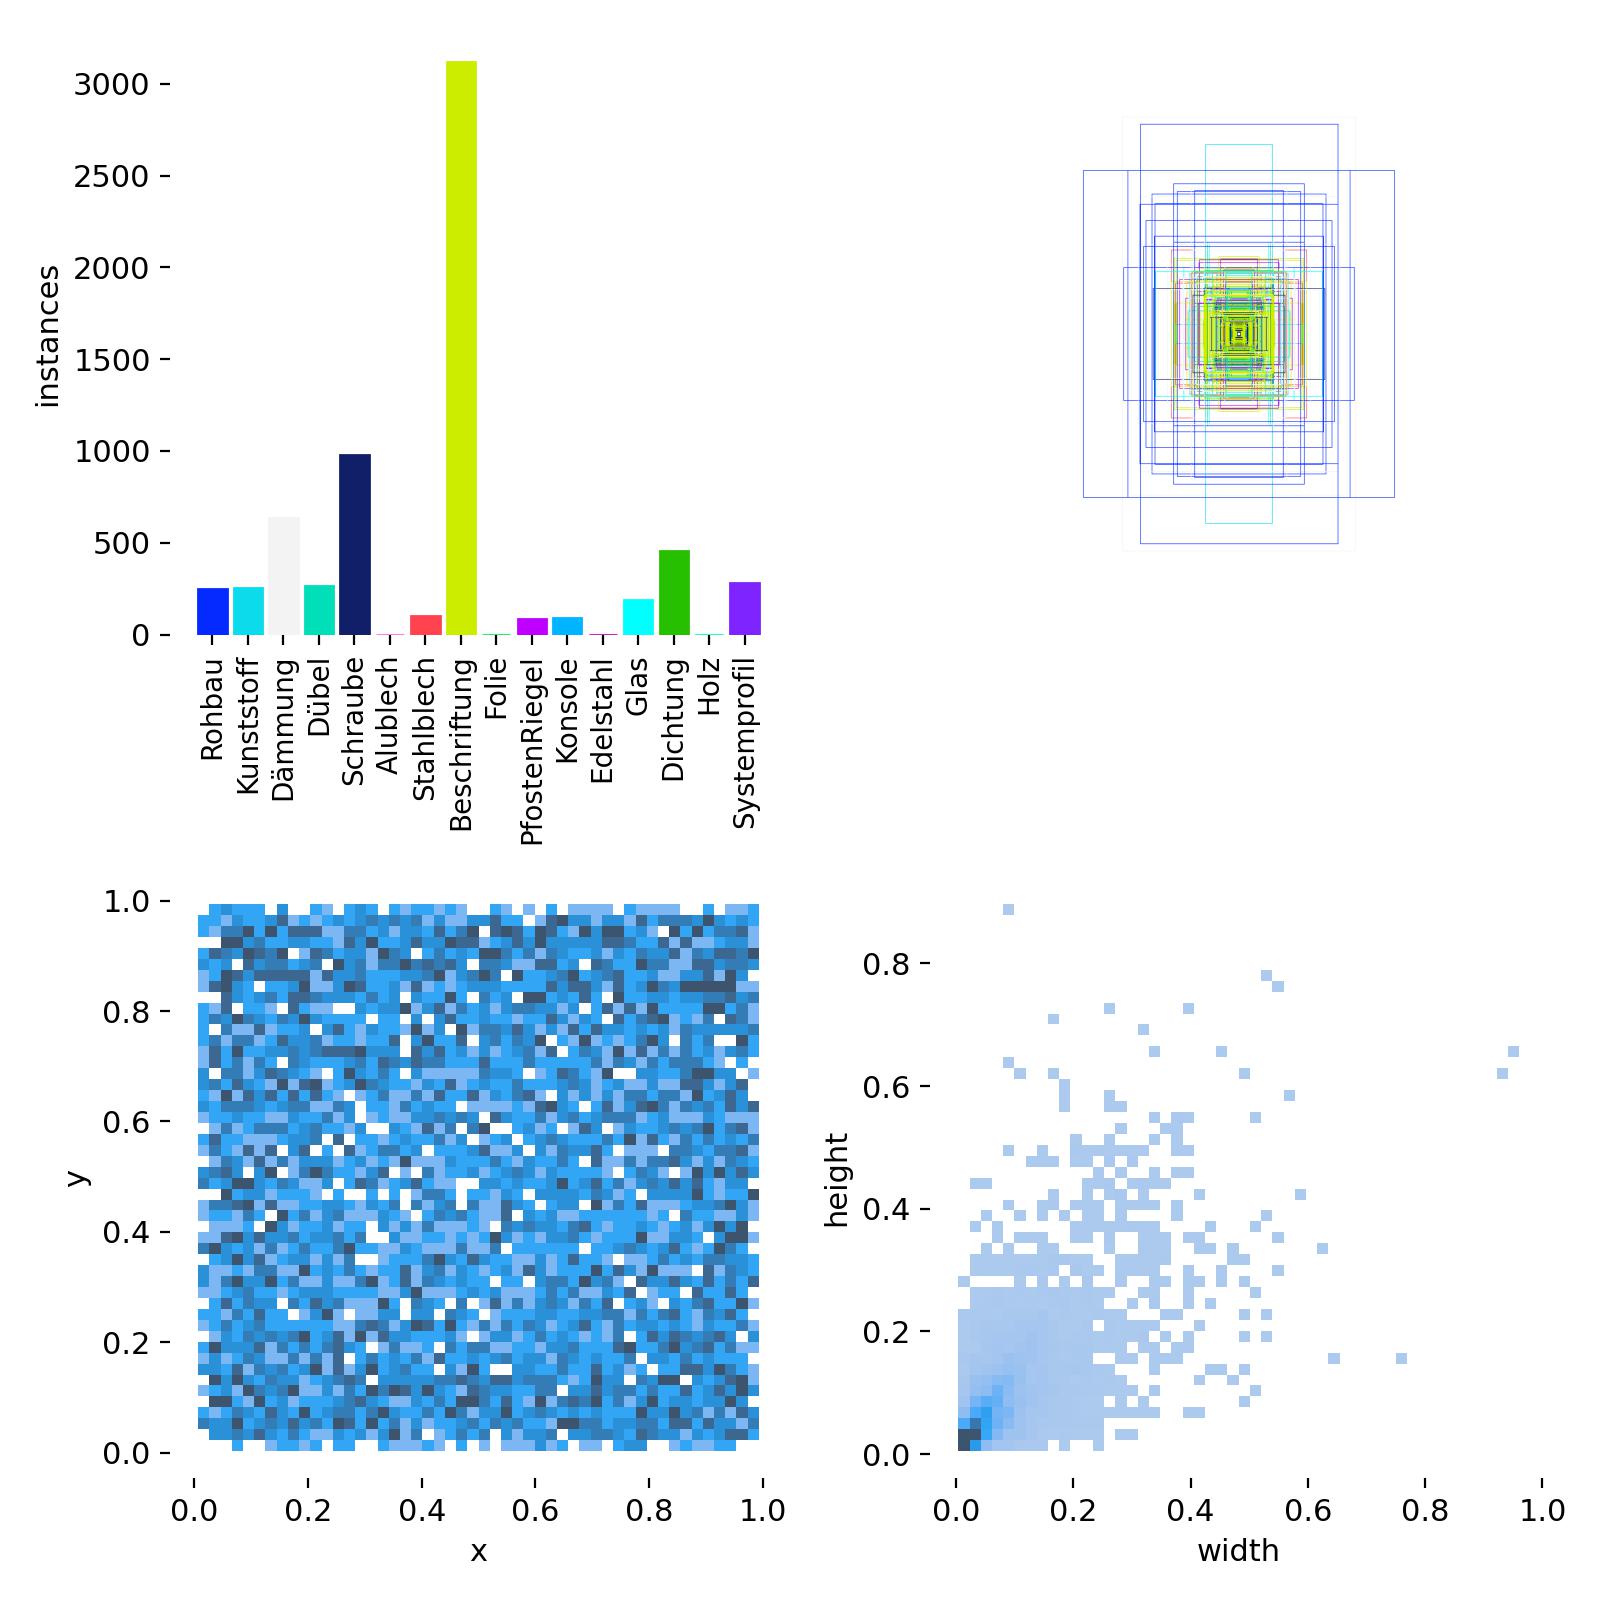 3000
2500
2000
1500
1000
500
0
instances
Rohbau
Kunststoff
Dämmung
Dübel
Schraube
Alublech
Stahlblech
Beschriftung
Folie
PfostenRiegel
Konsole
Edelstahl
Glas
Dichtung
Holz
Systemprofil
1.0
0.8
0.6
0.4
0.2
0.0
y
0.0 0.2 0.4 0.6 0.8 1.0
x
0.8
0.6
0.4
0.2
0.0
height
0.0 0.2 0.4 0.6 0.8 1.0
width